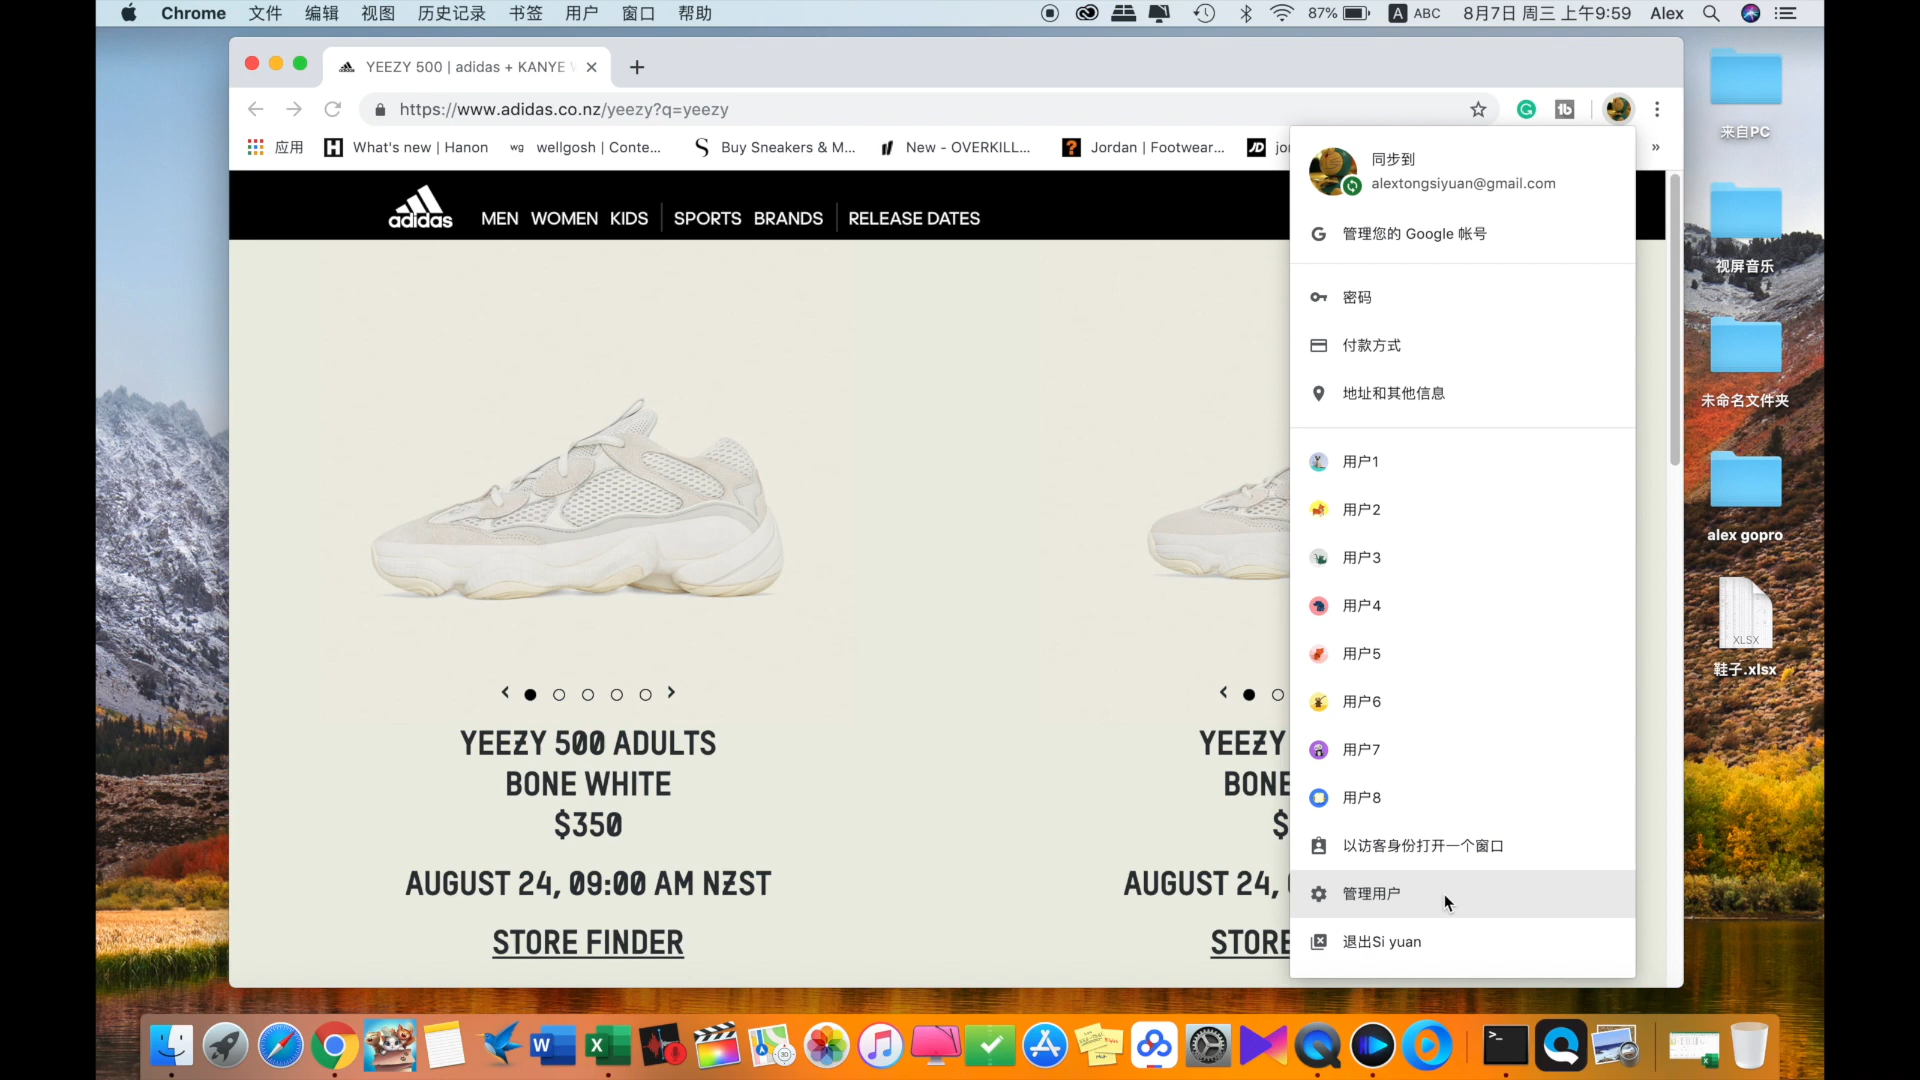 Chrome 文件 编辑 视图 历史记录 书签 用户 窗口 帮助 87% A ABC 8月7日 周三 上午9:59 Alex
YEEZY 500 | adidas + KANYE
https://www.adidas.co.nz/yeezy?q=yeezy
应用 What's new | Hanon wg wellgosh | Conte... Buy Sneakers & M... New - OVERKILL... Jordan | Footwear... JD
adidas MEN WOMEN KIDS SPORTS BRANDS RELEASE DATES
YEEZY 500 ADULTS
BONE WHITE
$350
AUGUST 24, 09:00 AM NZST
STORE FINDER
YEEZY
BONE
$
AUGUST 24,
STORE
同步到
alextongsiyuan@gmail.com
管理您的 Google 帐号
密码
付款方式
地址和其他信息
用户1
用户2
用户3
用户4
用户5
用户6
用户7
用户8
以访客身份打开一个窗口
管理用户
退出Si yuan
来自PC
视屏音乐
未命名文件夹
alex gopro
XLSX
鞋子.xlsx